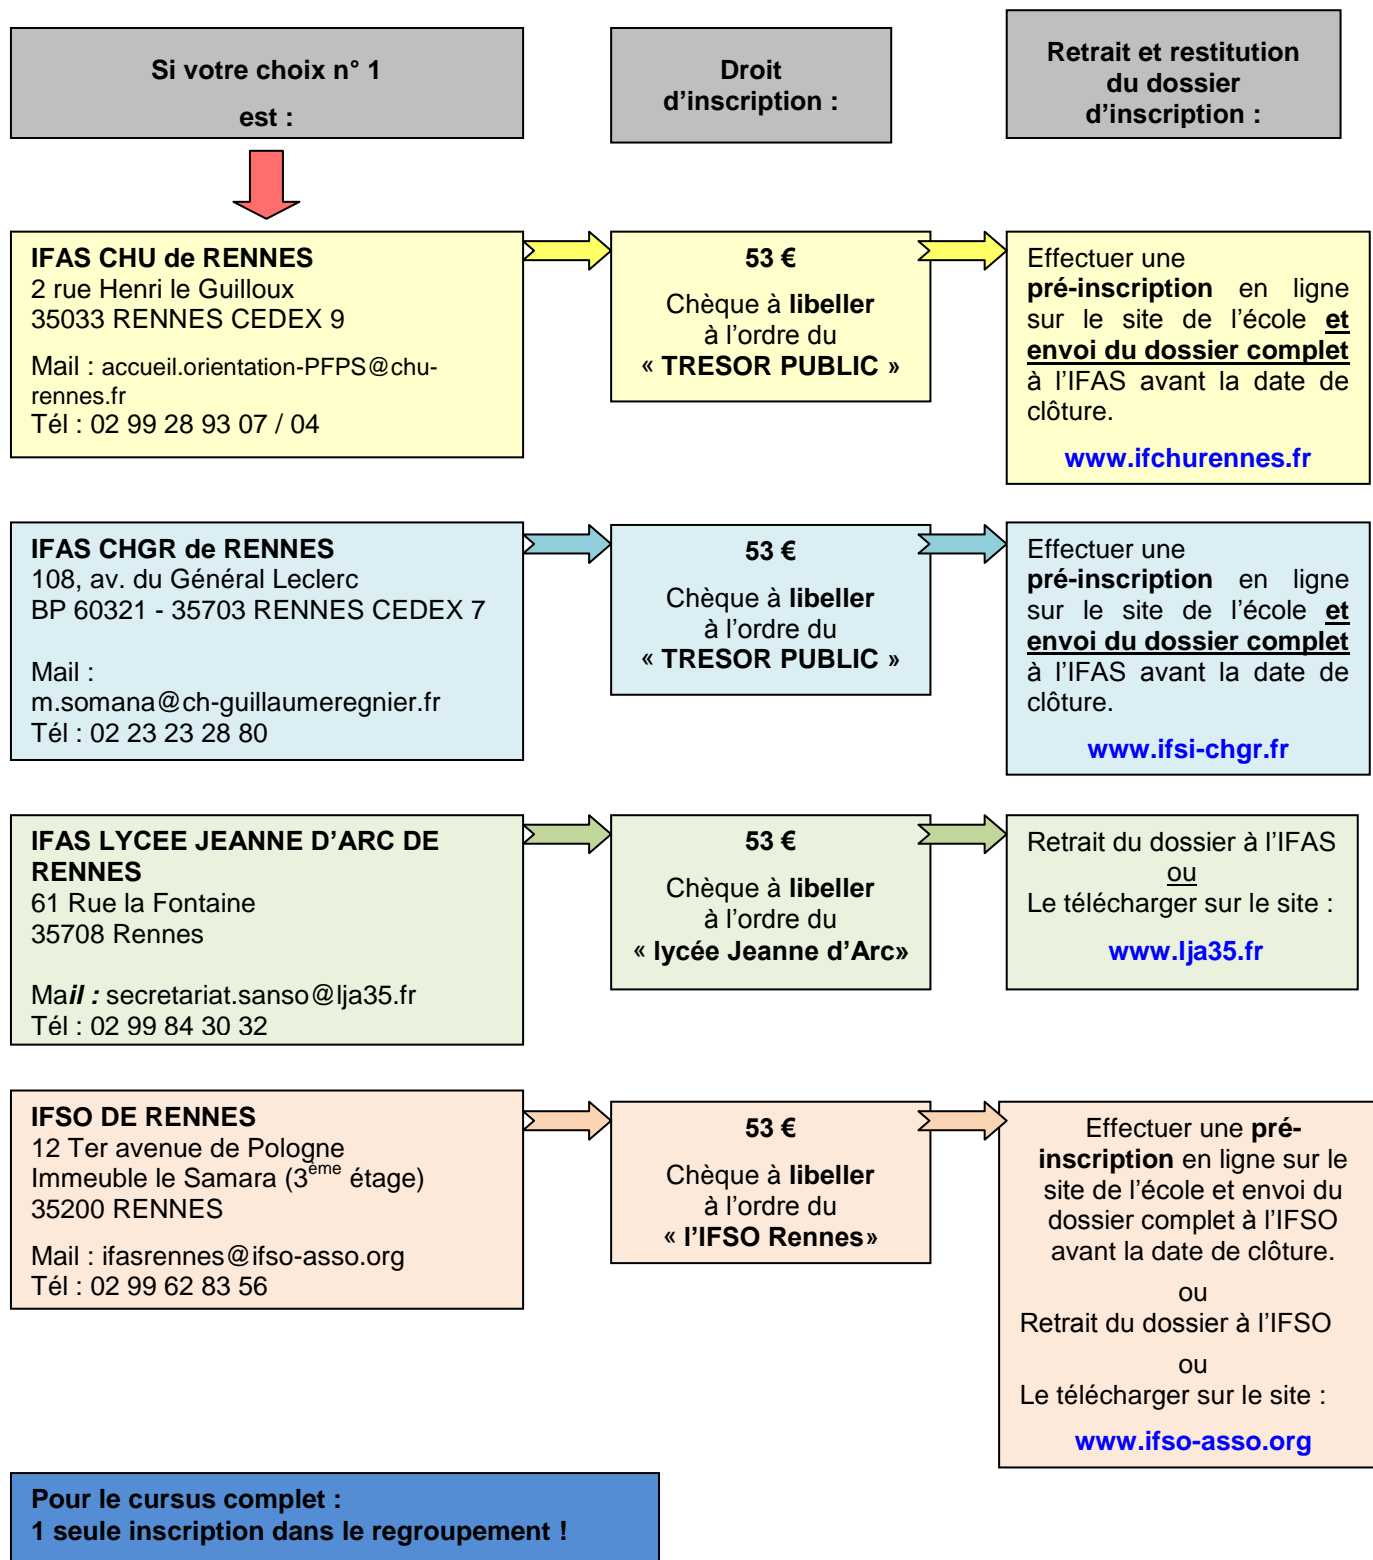 Si votre choix n° 1
est :
Droit
d'inscription :
Retrait et restitution
du dossier
d'inscription :
IFAS CHU de RENNES
2 rue Henri le Guilloux
35033 RENNES CEDEX 9
Mail : accueil.orientation-PFPS@chu-
rennes.fr
Tél : 02 99 28 93 07 / 04
53 €
Chèque à libeller
à l'ordre du
« TRESOR PUBLIC »
Effectuer une
pré-inscription en ligne
sur le site de l'école et
envoi du dossier complet
à l'IFAS avant la date de
clôture.
www.ifchurennes.fr
IFAS CHGR de RENNES
108, av. du Général Leclerc
BP 60321 - 35703 RENNES CEDEX 7
Mail :
m.somana@ch-guillaumeregnier.fr
Tél : 02 23 23 28 80
53 €
Chèque à libeller
à l'ordre du
« TRESOR PUBLIC »
Effectuer une
pré-inscription en ligne
sur le site de l'école et
envoi du dossier complet
à l'IFAS avant la date de
clôture.
www.ifsi-chgr.fr
IFAS LYCEE JEANNE D'ARC DE
RENNES
61 Rue la Fontaine
35708 Rennes
Mail : secretariat.sanso@lja35.fr
Tél : 02 99 84 30 32
53 €
Chèque à libeller
à l'ordre du
« lycée Jeanne d'Arc»
Retrait du dossier à l'IFAS
ou
Le télécharger sur le site :
www.lja35.fr
IFSO DE RENNES
12 Ter avenue de Pologne
Immeuble le Samara (3ème étage)
35200 RENNES
Mail : ifasrennes@ifso-asso.org
Tél : 02 99 62 83 56
53 €
Chèque à libeller
à l'ordre du
« l'IFSO Rennes»
Effectuer une pré-
inscription en ligne sur le
site de l'école et envoi du
dossier complet à l'IFSO
avant la date de clôture.
ou
Retrait du dossier à l'IFSO
ou
Le télécharger sur le site :
www.ifso-asso.org
Pour le cursus complet :
1 seule inscription dans le regroupement !